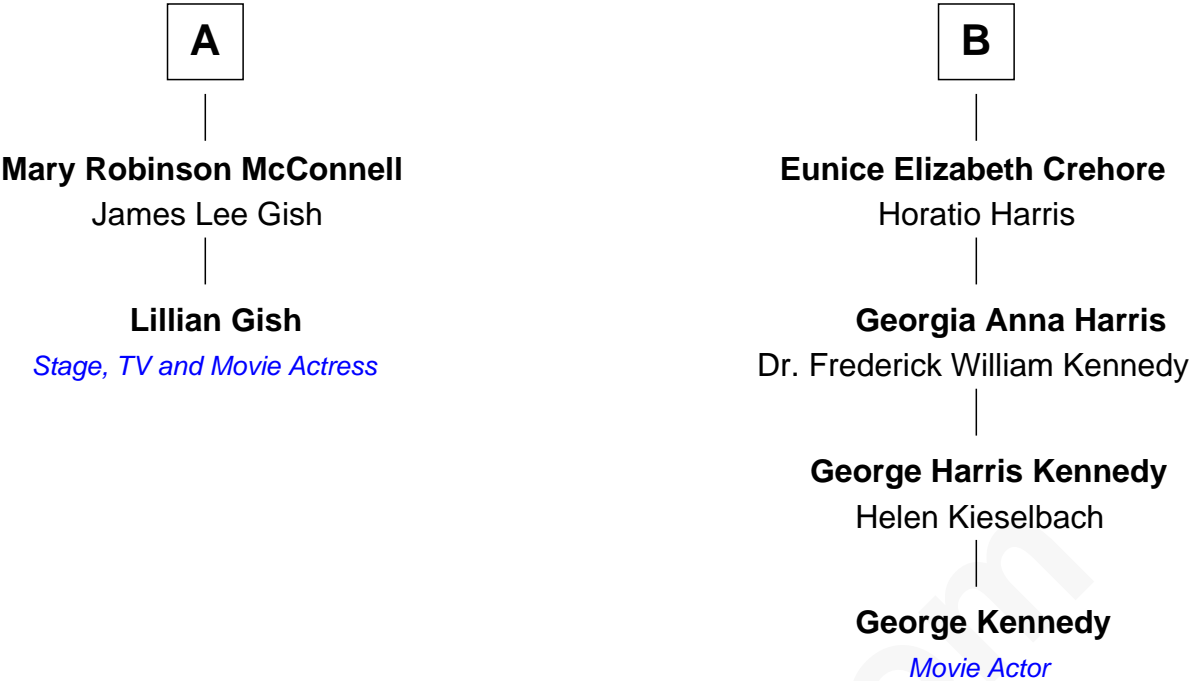 A
Mary Robinson McConnell
James Lee Gish
Lillian Gish
Stage, TV and Movie Actress
B
Eunice Elizabeth Crehore
Horatio Harris
Georgia Anna Harris
Dr. Frederick William Kennedy
George Harris Kennedy
Helen Kieselbach
George Kennedy
Movie Actor